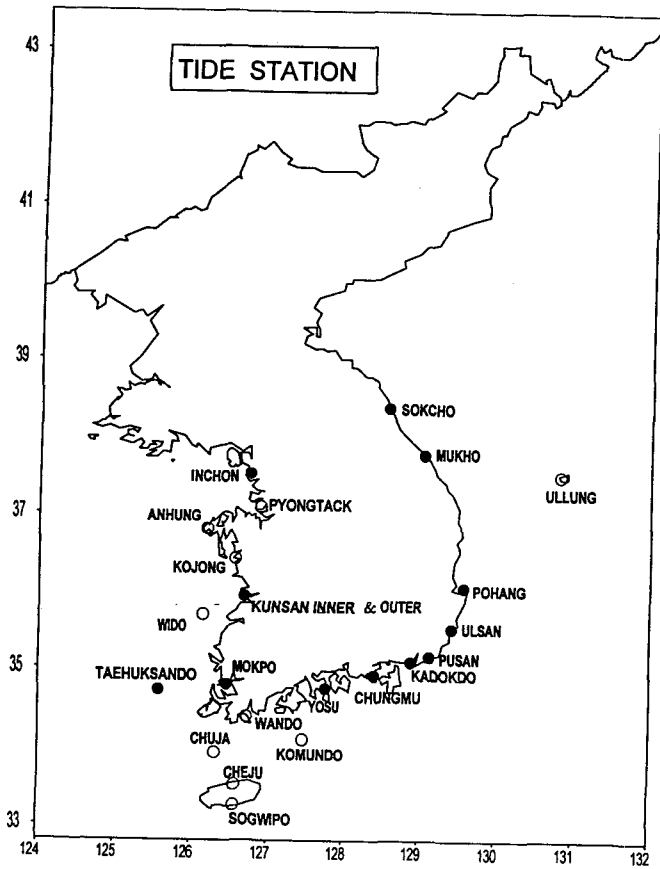 43
TIDE STATION
41
39
SOKCHO
MUKHO
INCHON
ULLUNG
37
PYONGTACK
ANHUNG
KOJONG
POHANG
KUNSAN INNER & OUTER
WIDO
ULSAN
35
PUSAN
MOKPO
TAEHUKSANDO
KADOKDO
CHUNGMU
YOSU
WANDO
CHUJA
KOMUNDO
CHEJU
SOGWIPO
33
124 125 126 127 128 129 130 131 132